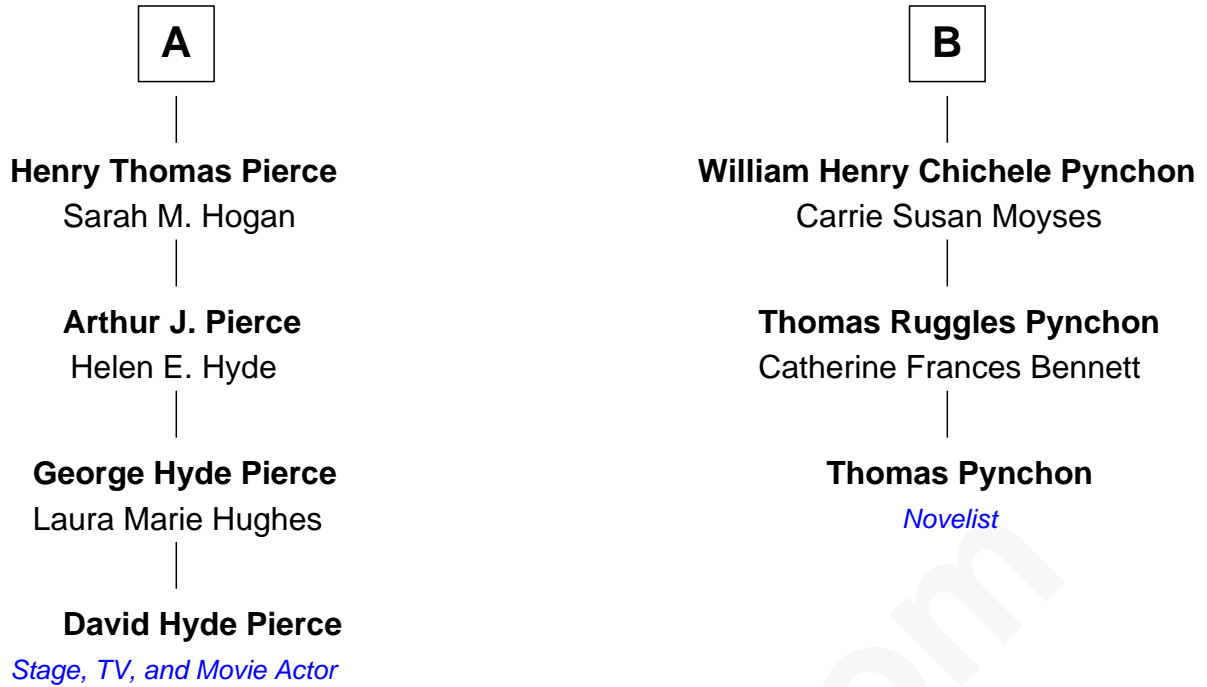 A
Henry Thomas Pierce
Sarah M. Hogan
Arthur J. Pierce
Helen E. Hyde
George Hyde Pierce
Laura Marie Hughes
David Hyde Pierce
Stage, TV, and Movie Actor
B
William Henry Chichele Pynchon
Carrie Susan Moyses
Thomas Ruggles Pynchon
Catherine Frances Bennett
Thomas Pynchon
Novelist
om